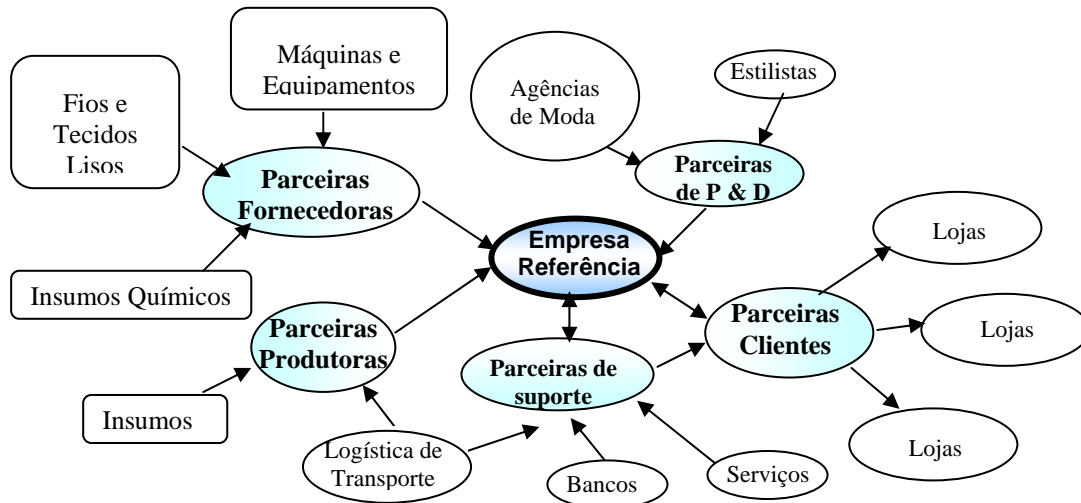 Máquinas e
Equipamentos
Fios e
Tecidos
Lisos
Agências
de Moda
Estilistas
Parceiras
Fornecedoras
Parceiras
de P & D
Insumos Químicos
Empresa
Referência
Lojas
Parceiras
Produtoras
Parceiras
Clientes
Lojas
Parceiras de
suporte
Insumos
Logística de
Transporte
Bancos
Serviços
Lojas